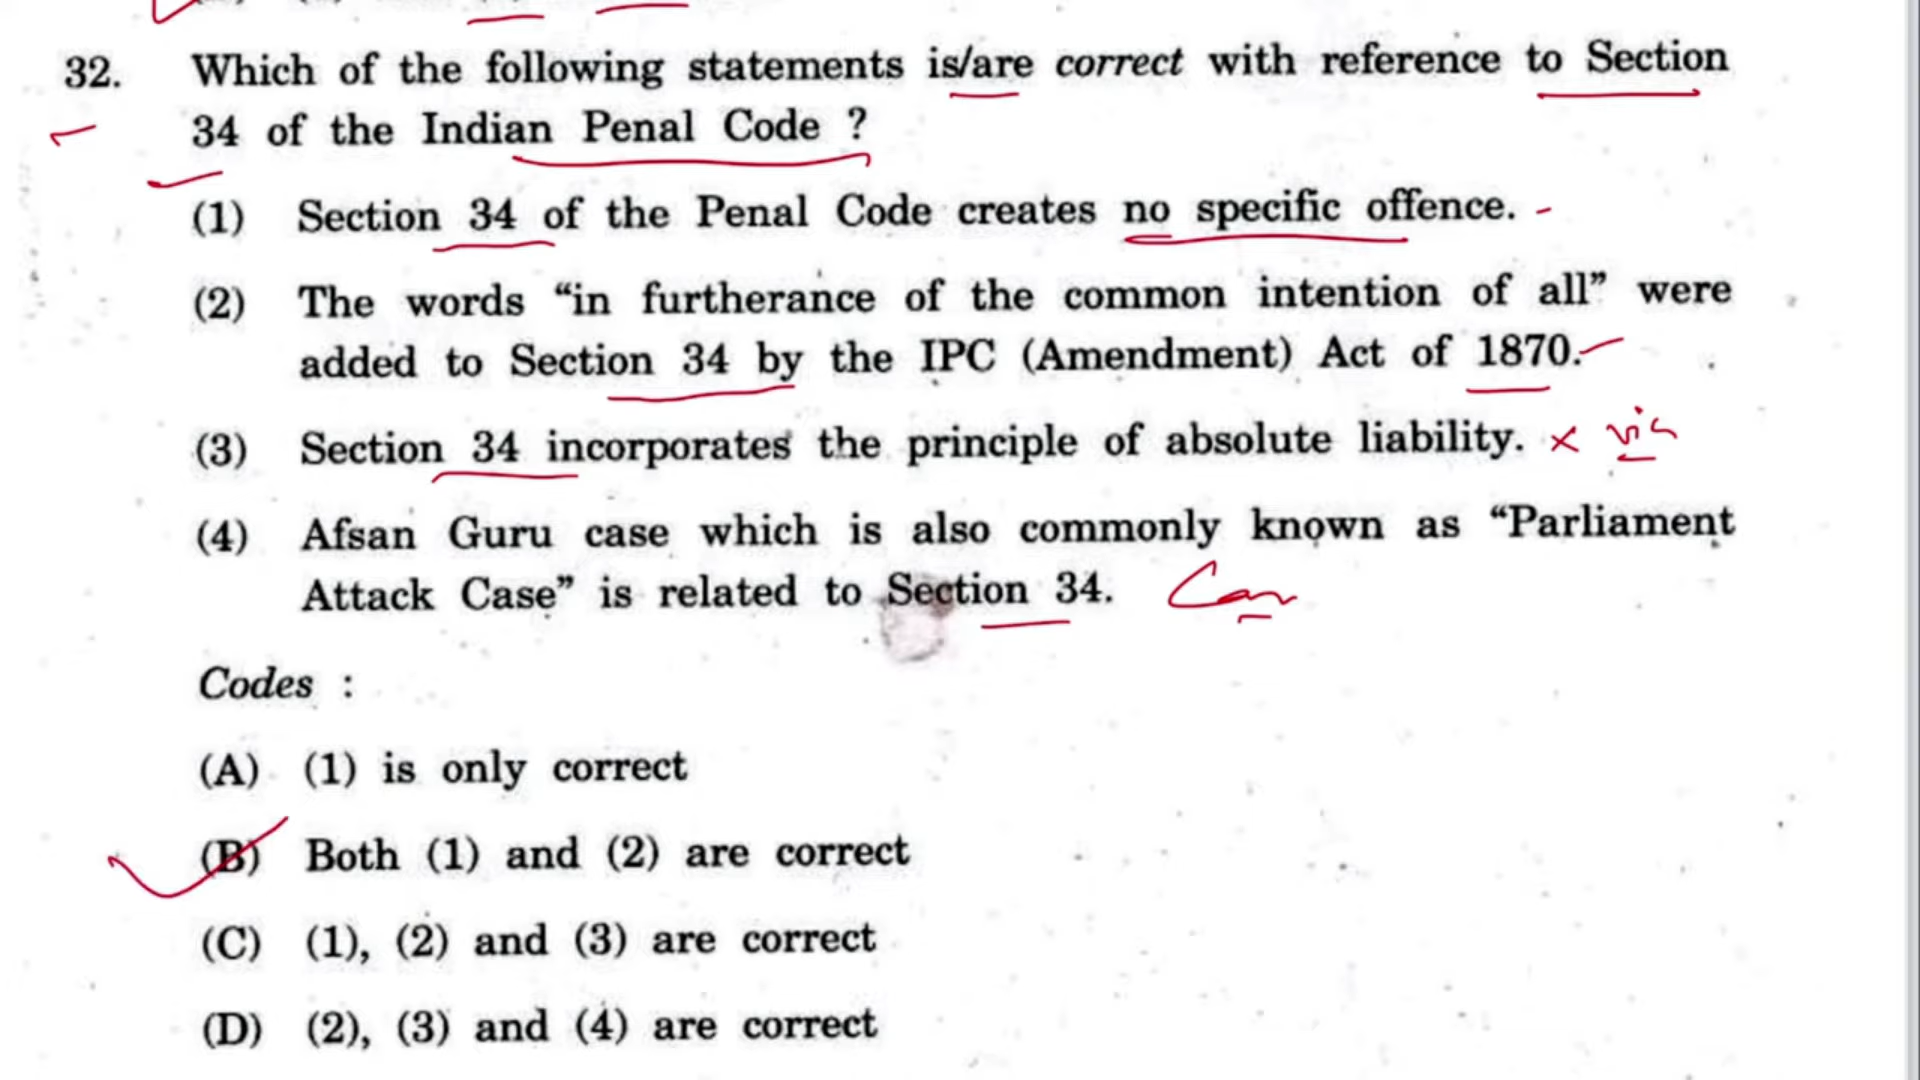 32. Which of the following statements is/are correct with reference to Section
34 of the Indian Penal Code ?
(1) Section 34 of the Penal Code creates no specific offence.
(2) The words “in furtherance of the common intention of all” were
added to Section 34 by the IPC (Amendment) Act of 1870.
(3) Section 34 incorporates the principle of absolute liability. ×
(4) Afsan Guru case which is also commonly known as “Parliament
Attack Case” is related to Section 34.
Codes :
(A) (1) is only correct
(B) Both (1) and (2) are correct
(C) (1), (2) and (3) are correct
(D) (2), (3) and (4) are correct